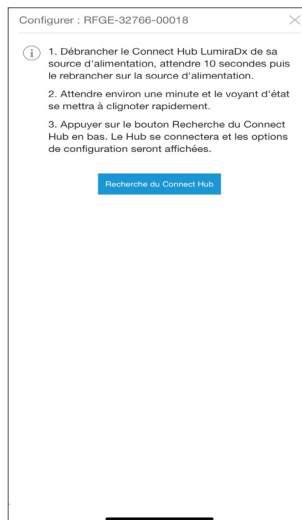 Configurer : RFGE-32766-00018
1. Débrancher le Connect Hub LumiraDx de sa
source d'alimentation, attendre 10 secondes puis
le rebrancher sur la source d'alimentation.
2. Attendre environ une minute et le voyant d'état
se mettra à clignoter rapidement.
3. Appuyer sur le bouton Recherche du Connect
Hub en bas. Le Hub se connectera et les options
de configuration seront affichées.
Recherche du Connect Hub